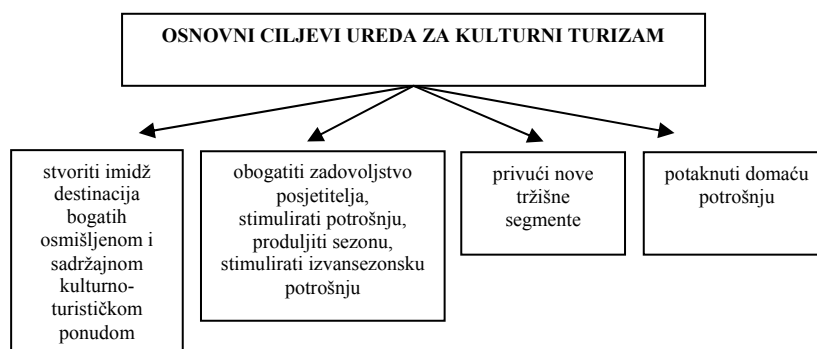 OSNOVNI CILJEVI UREDA ZA KULTURNI TURIZAM
stvoriti imidž
destinacija
bogatih
osmišljenom i
sadržajnom
kulturno-
turističkom
ponudom
obogatiti zadovoljstvo
posjetitelja,
stimulirati potrošnju,
produljiti sezonu,
stimulirati izvansezonsku
potrošnju
privući nove
tržišne
segmente
potaknuti domaću
potrošnju